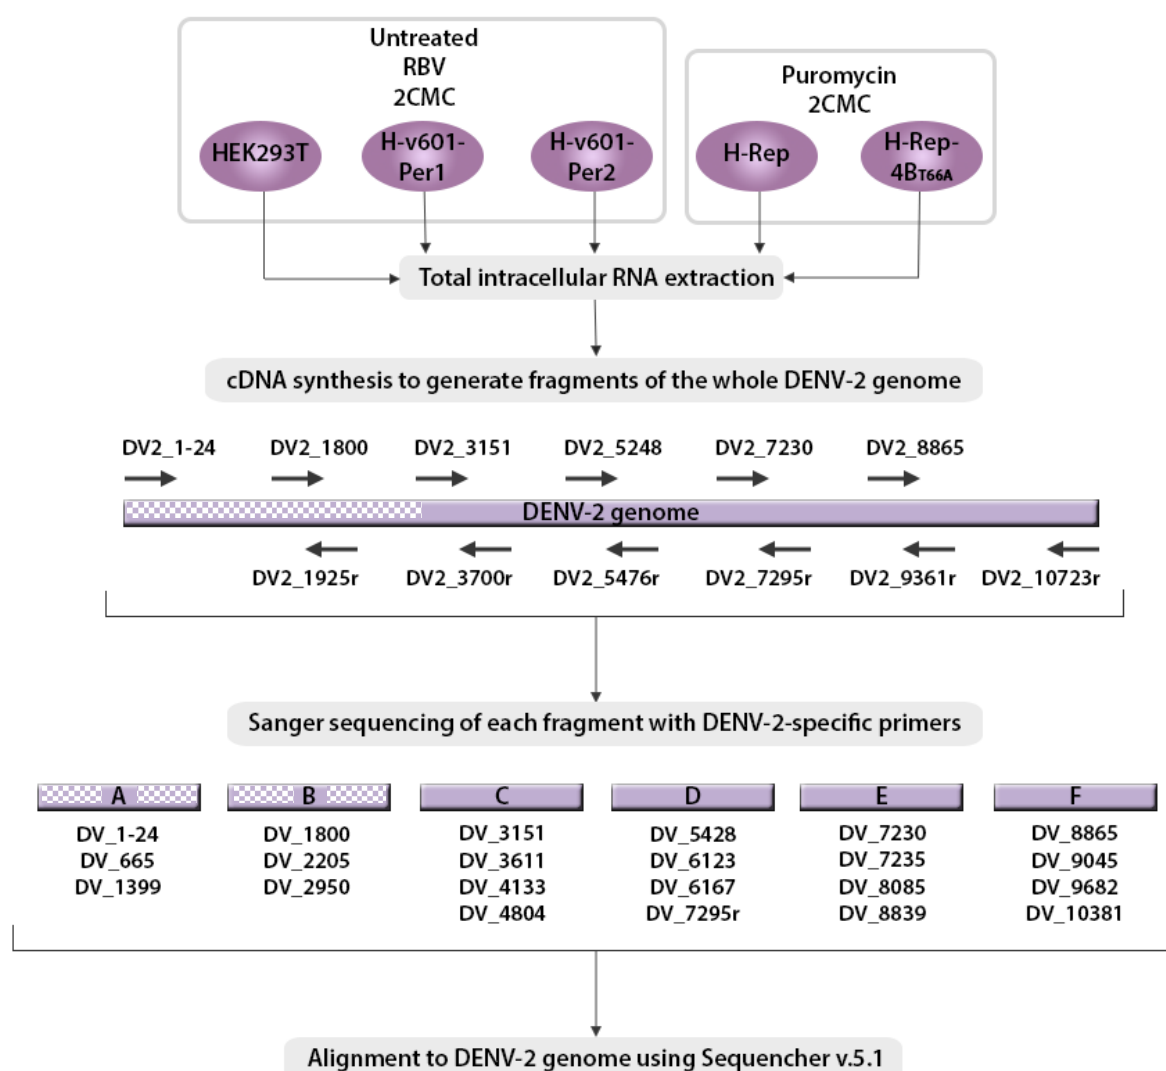 Untreated
RBV
2CMC
HEK293T
H-v601-
Per1
H-v601-
Per2
Puromycin
2CMC
H-Rep
H-Rep-
4BT66A
Total intracellular RNA extraction
cDNA synthesis to generate fragments of the whole DENV-2 genome
DV2_1-24 DV2_1800 DV2_3151 DV2_5248 DV2_7230 DV2_8865
DENV-2 genome
DV2_1925r DV2_3700r DV2_5476r DV2_7295r DV2_9361r DV2_10723r
Sanger sequencing of each fragment with DENV-2-specific primers
A
DV_1-24
DV_665
DV_1399
B
DV_1800
DV_2205
DV_2950
C
DV_3151
DV_3611
DV_4133
DV_4804
D
DV_5428
DV_6123
DV_6167
DV_7295r
E
DV_7230
DV_7235
DV_8085
DV_8839
F
DV_8865
DV_9045
DV_9682
DV_10381
Alignment to DENV-2 genome using Sequencher v.5.1